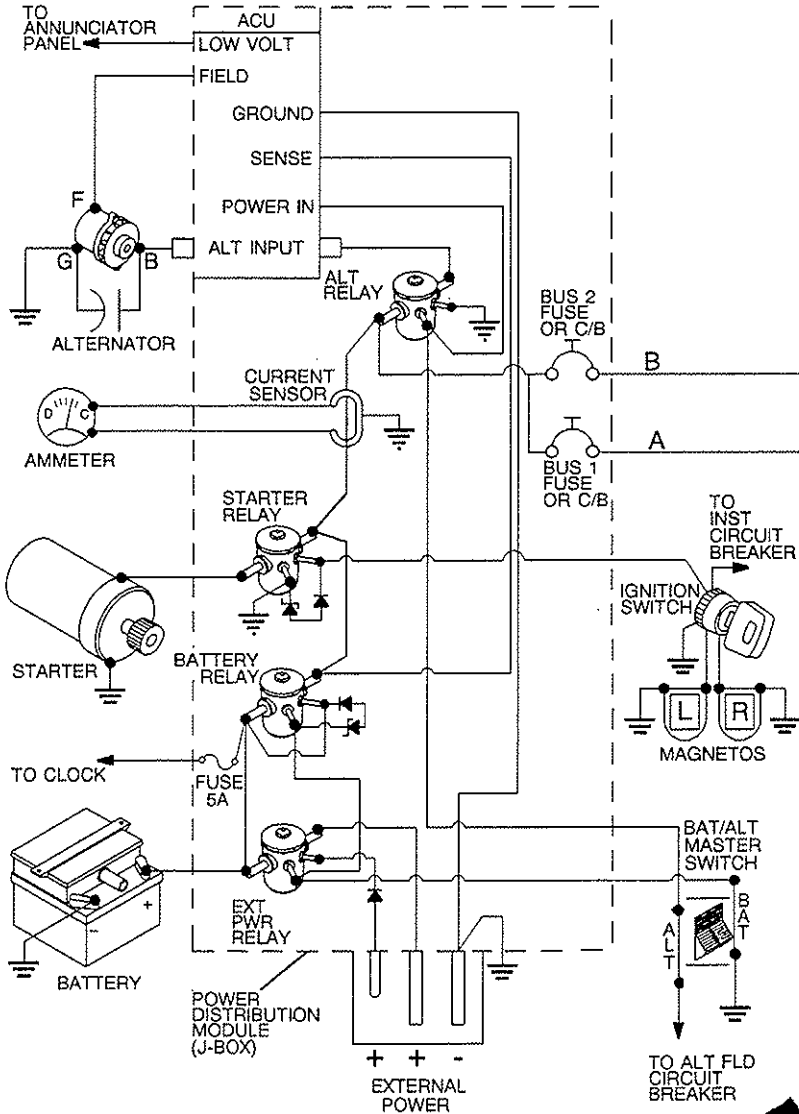 TO
ANNUNCIATOR
PANEL
ACU
LOW VOLT
FIELD
GROUND
SENSE
POWER IN
ALT INPUT
F
G
B
ALTERNATOR
ALT
RELAY
BUS 2
FUSE
OR C/B
B
CURRENT
SENSOR
D
C
AMMETER
A
BUS 1
FUSE
OR C/B
STARTER
RELAY
TO
INST
CIRCUIT
BREAKER
IGNITION
SWITCH
STARTER
BATTERY
RELAY
L
R
MAGNETOS
TO CLOCK
FUSE
5A
BAT/ALT
MASTER
SWITCH
ALT
BAT
EXT
PWR
RELAY
-
+
BATTERY
POWER
DISTRIBUTION
MODULE
(J-BOX)
+ + -
EXTERNAL
POWER
TO ALT FLD
CIRCUIT
BREAKER